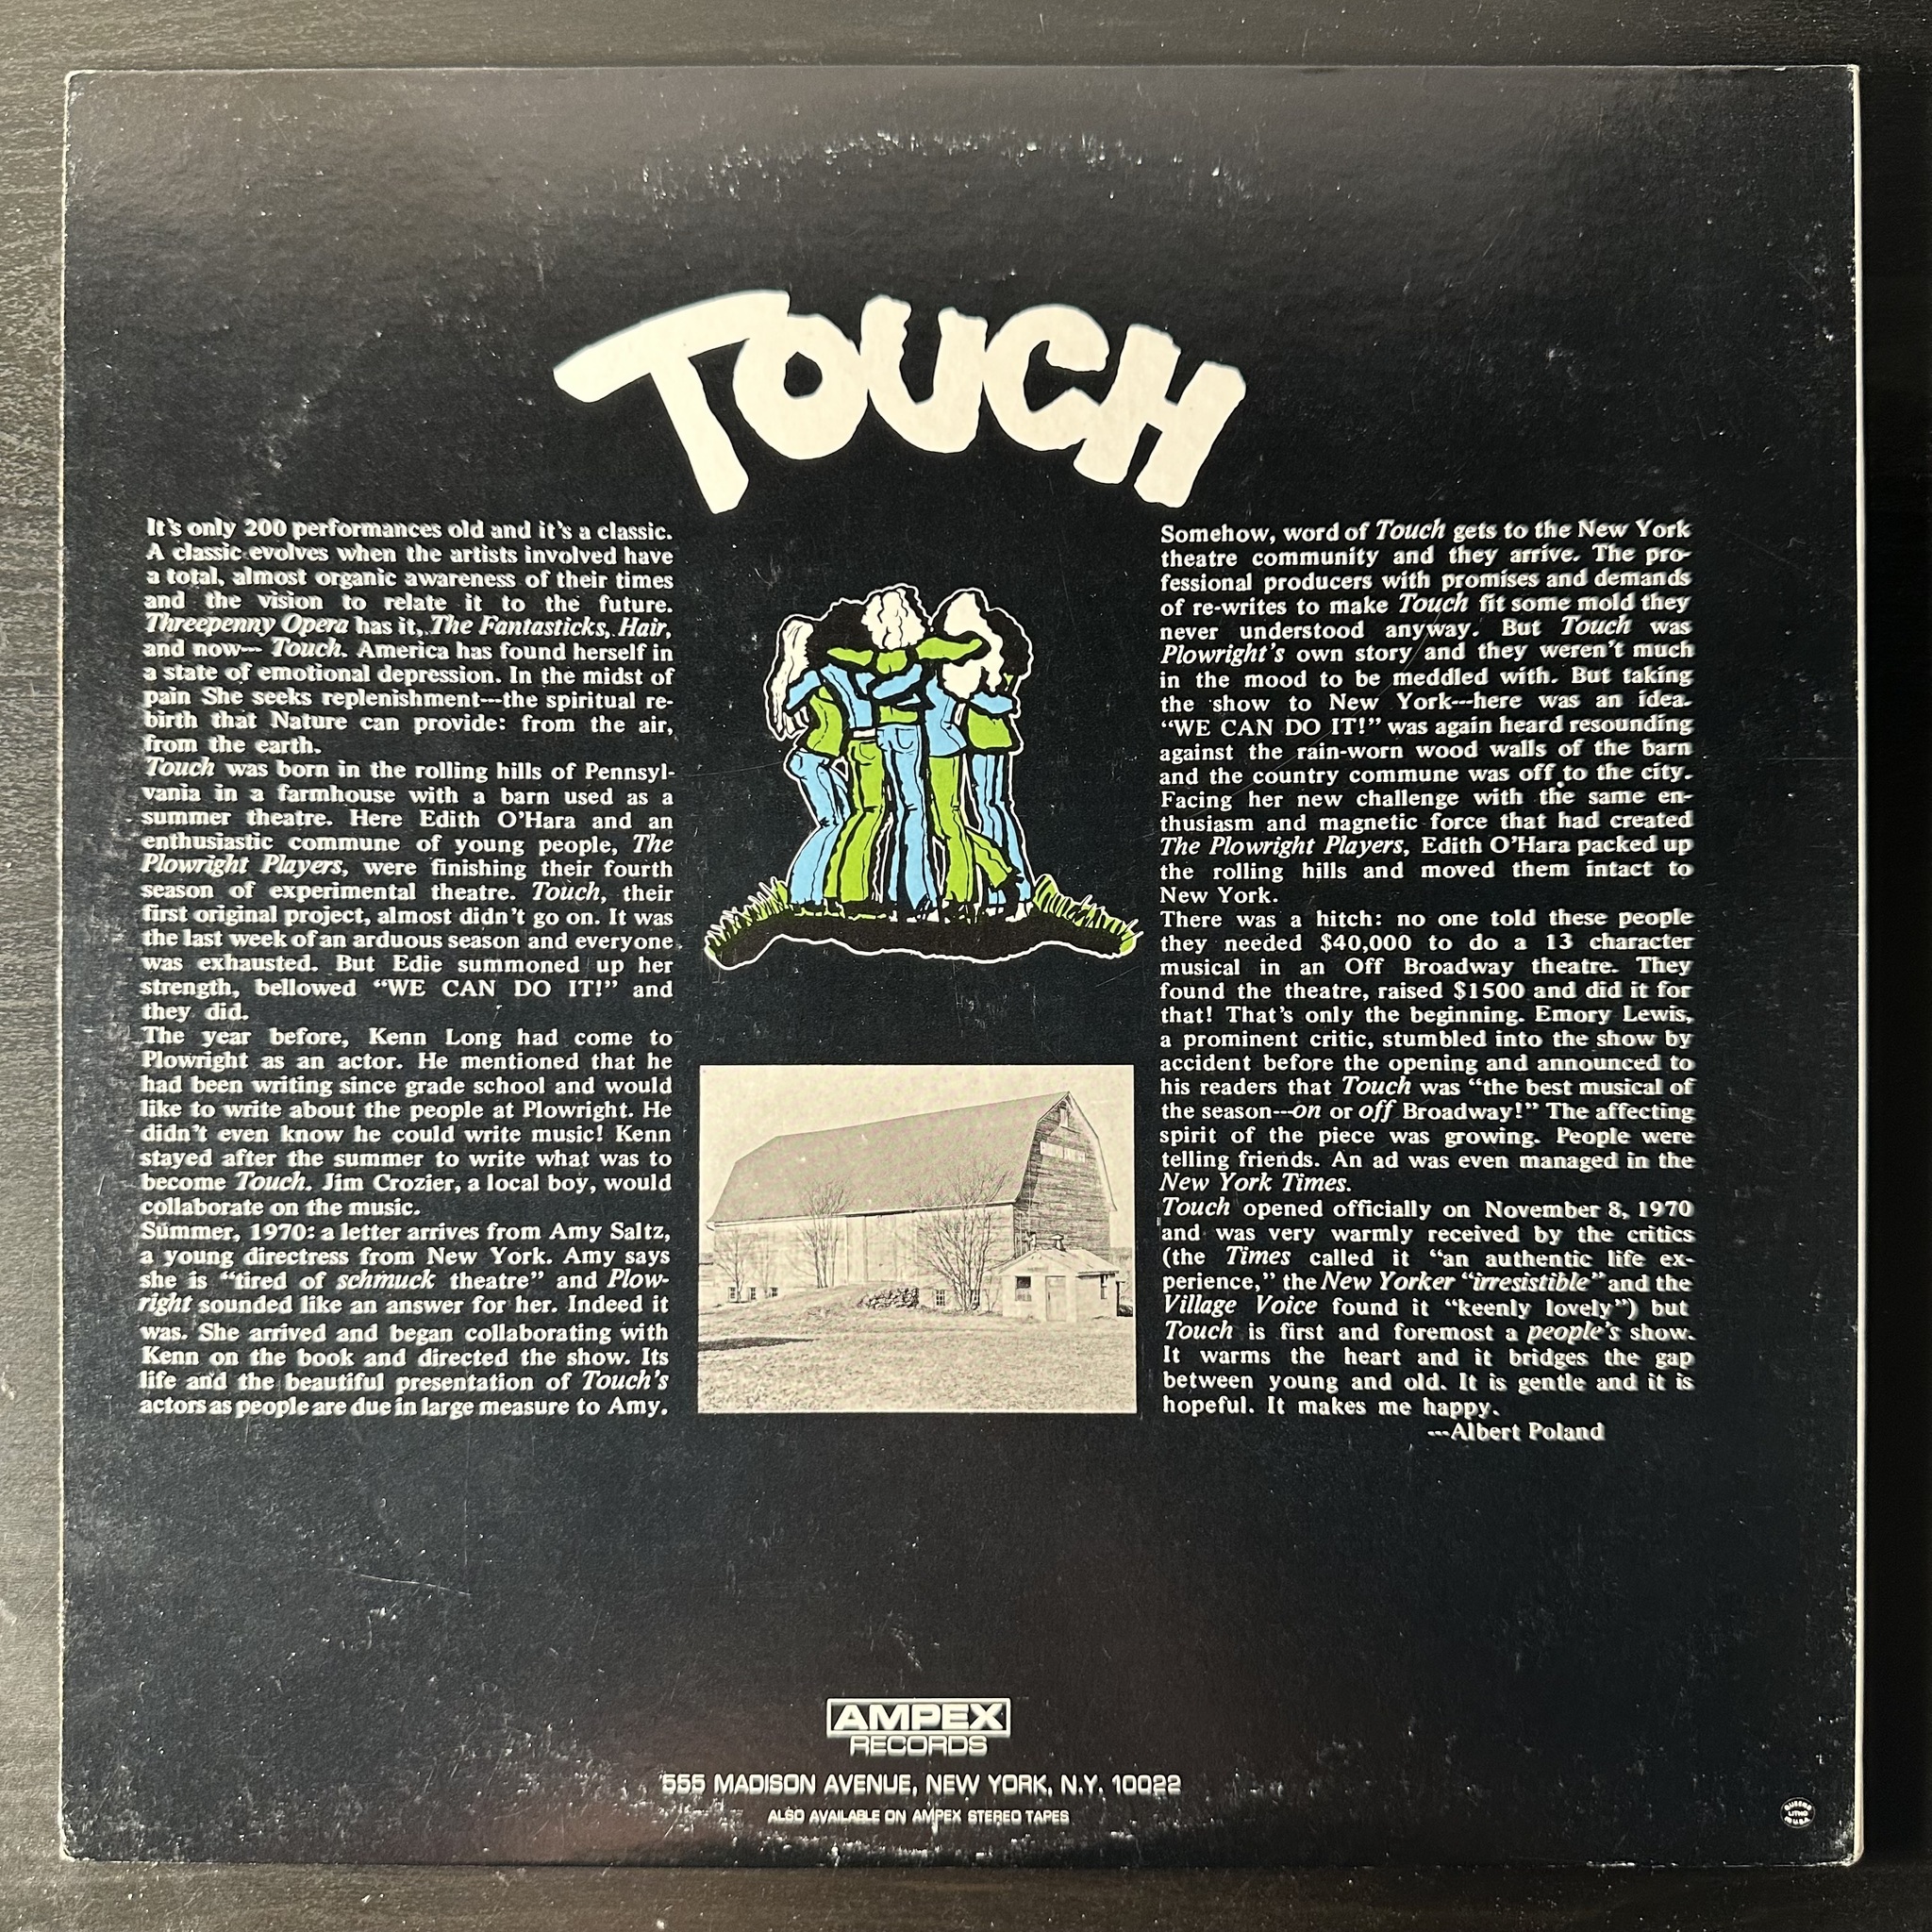 TOUCH
It's only 200 performances old and it's a classic.
A classic evolves when the artists involved have
a total, almost organic awareness of their times
and the vision to relate it to the future.
Threepenny Opera has it, The Fantasticks, Hair,
and now--- Touch. America has found herself in
a state of emotional depression. In the midst of
pain She seeks replenishment---the spiritual re-
birth that Nature can provide: from the air,
from the earth.
Touch was born in the rolling hills of Pennsyl-
vania in a farmhouse with a barn used as a
summer theatre. Here Edith O'Hara and an
enthusiastic commune of young people, The
Plowright Players, were finishing their fourth
season of experimental theatre. Touch, their
first original project, almost didn't go on. It was
the last week of an arduous season and everyone
was exhausted. But Edie summoned up her
strength, bellowed "WE CAN DO IT!" and
they did.
The year before, Kenn Long had come to
Plowright as an actor. He mentioned that he
had been writing since grade school and would
like to write about the people at Plowright. He
didn't even know he could write music! Kenn
stayed after the summer to write what was to
become Touch. Jim Crozier, a local boy, would
collaborate on the music.
Summer, 1970: a letter arrives from Amy Saltz,
a young directress from New York. Amy says
she is "tired of schmuck theatre" and Plow-
right sounded like an answer for her. Indeed it
was. She arrived and began collaborating with
Kenn on the book and directed the show. Its
life and the beautiful presentation of Touch's
actors as people are due in large measure to Amy.
Somehow, word of Touch gets to the New York
theatre community and they arrive. The pro-
fessional producers with promises and demands
of re-writes to make Touch fit some mold they
never understood anyway. But Touch was
Plowright's own story and they weren't much
in the mood to be meddled with. But taking
the show to New York---here was an idea.
"WE CAN DO IT!" was again heard resounding
against the rain-worn wood walls of the barn
and the country commune was off to the city.
Facing her new challenge with the same en-
thusiasm and magnetic force that had created
The Plowright Players, Edith O'Hara packed up
the rolling hills and moved them intact to
New York.
There was a hitch: no one told these people
they needed $40,000 to do a 13 character
musical in an Off Broadway theatre. They
found the theatre, raised $1500 and did it for
that! That's only the beginning. Emory Lewis,
a prominent critic, stumbled into the show by
accident before the opening and announced to
his readers that Touch was "the best musical of
the season---on or off Broadway!" The affecting
spirit of the piece was growing. People were
telling friends. An ad was even managed in the
New York Times.
Touch opened officially on November 8, 1970
and was very warmly received by the critics
(the Times called it "an authentic life ex-
perience," the New Yorker "irresistible" and the
Village Voice found it "keenly lovely") but
Touch is first and foremost a people's show.
It warms the heart and it bridges the gap
between young and old. It is gentle and it is
hopeful. It makes me happy.
---Albert Poland
AMPEX
RECORDS
555 MADISON AVENUE, NEW YORK, N.Y. 10022
ALSO AVAILABLE ON AMPEX STEREO TAPES
QUEENS
LITHO
IN U.S.A.